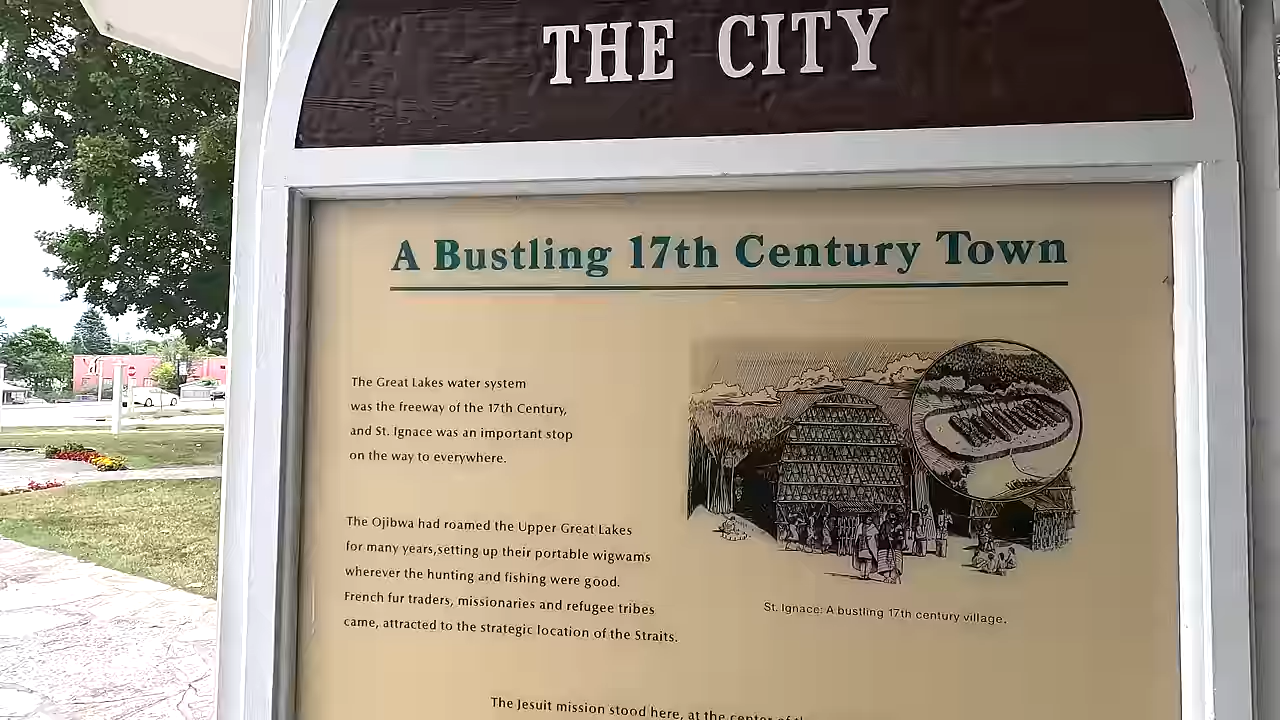 THE CITY
A Bustling 17th Century Town
The Great Lakes water system
was the freeway of the 17th Century,
and St. Ignace was an important stop
on the way to everywhere.
The Ojibwa had roamed the Upper Great Lakes
for many years,setting up their portable wigwams
wherever the hunting and fishing were good.
French fur traders, missionaries and refugee tribes
came, attracted to the strategic location of the Straits.
St. Ignace: A bustling 17th century village.
The Jesuit mission stood here, at the center of